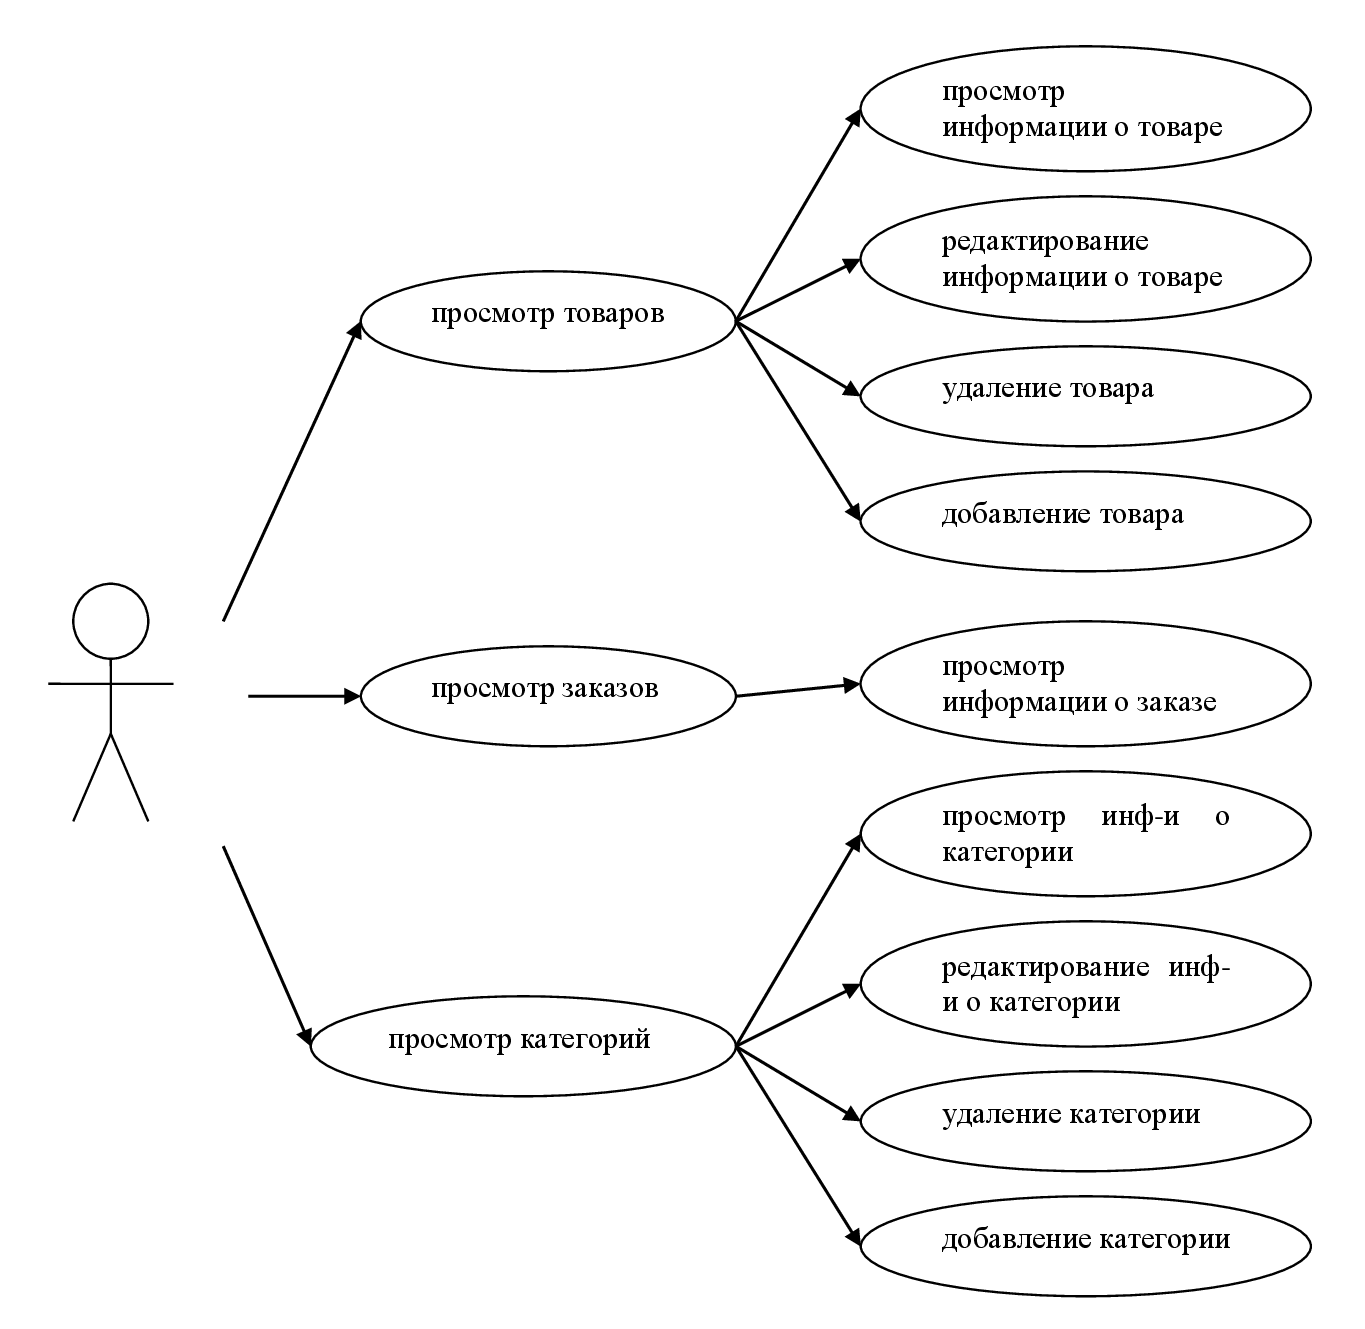 просмотр
информации о товаре
редактирование
информации о товаре
просмотр товаров
удаление товара
добавление товара
просмотр
информации о заказе
просмотр заказов
просмотр инф-и о
категории
редактирование инф-
и о категории
просмотр категорий
удаление категории
добавление категории